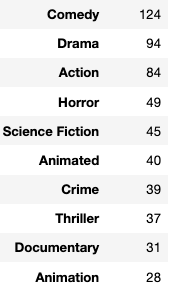 Comedy 124
Drama 94
Action 84
Horror 49
Science Fiction 45
Animated 40
Crime 39
Thriller 37
Documentary 31
Animation 28